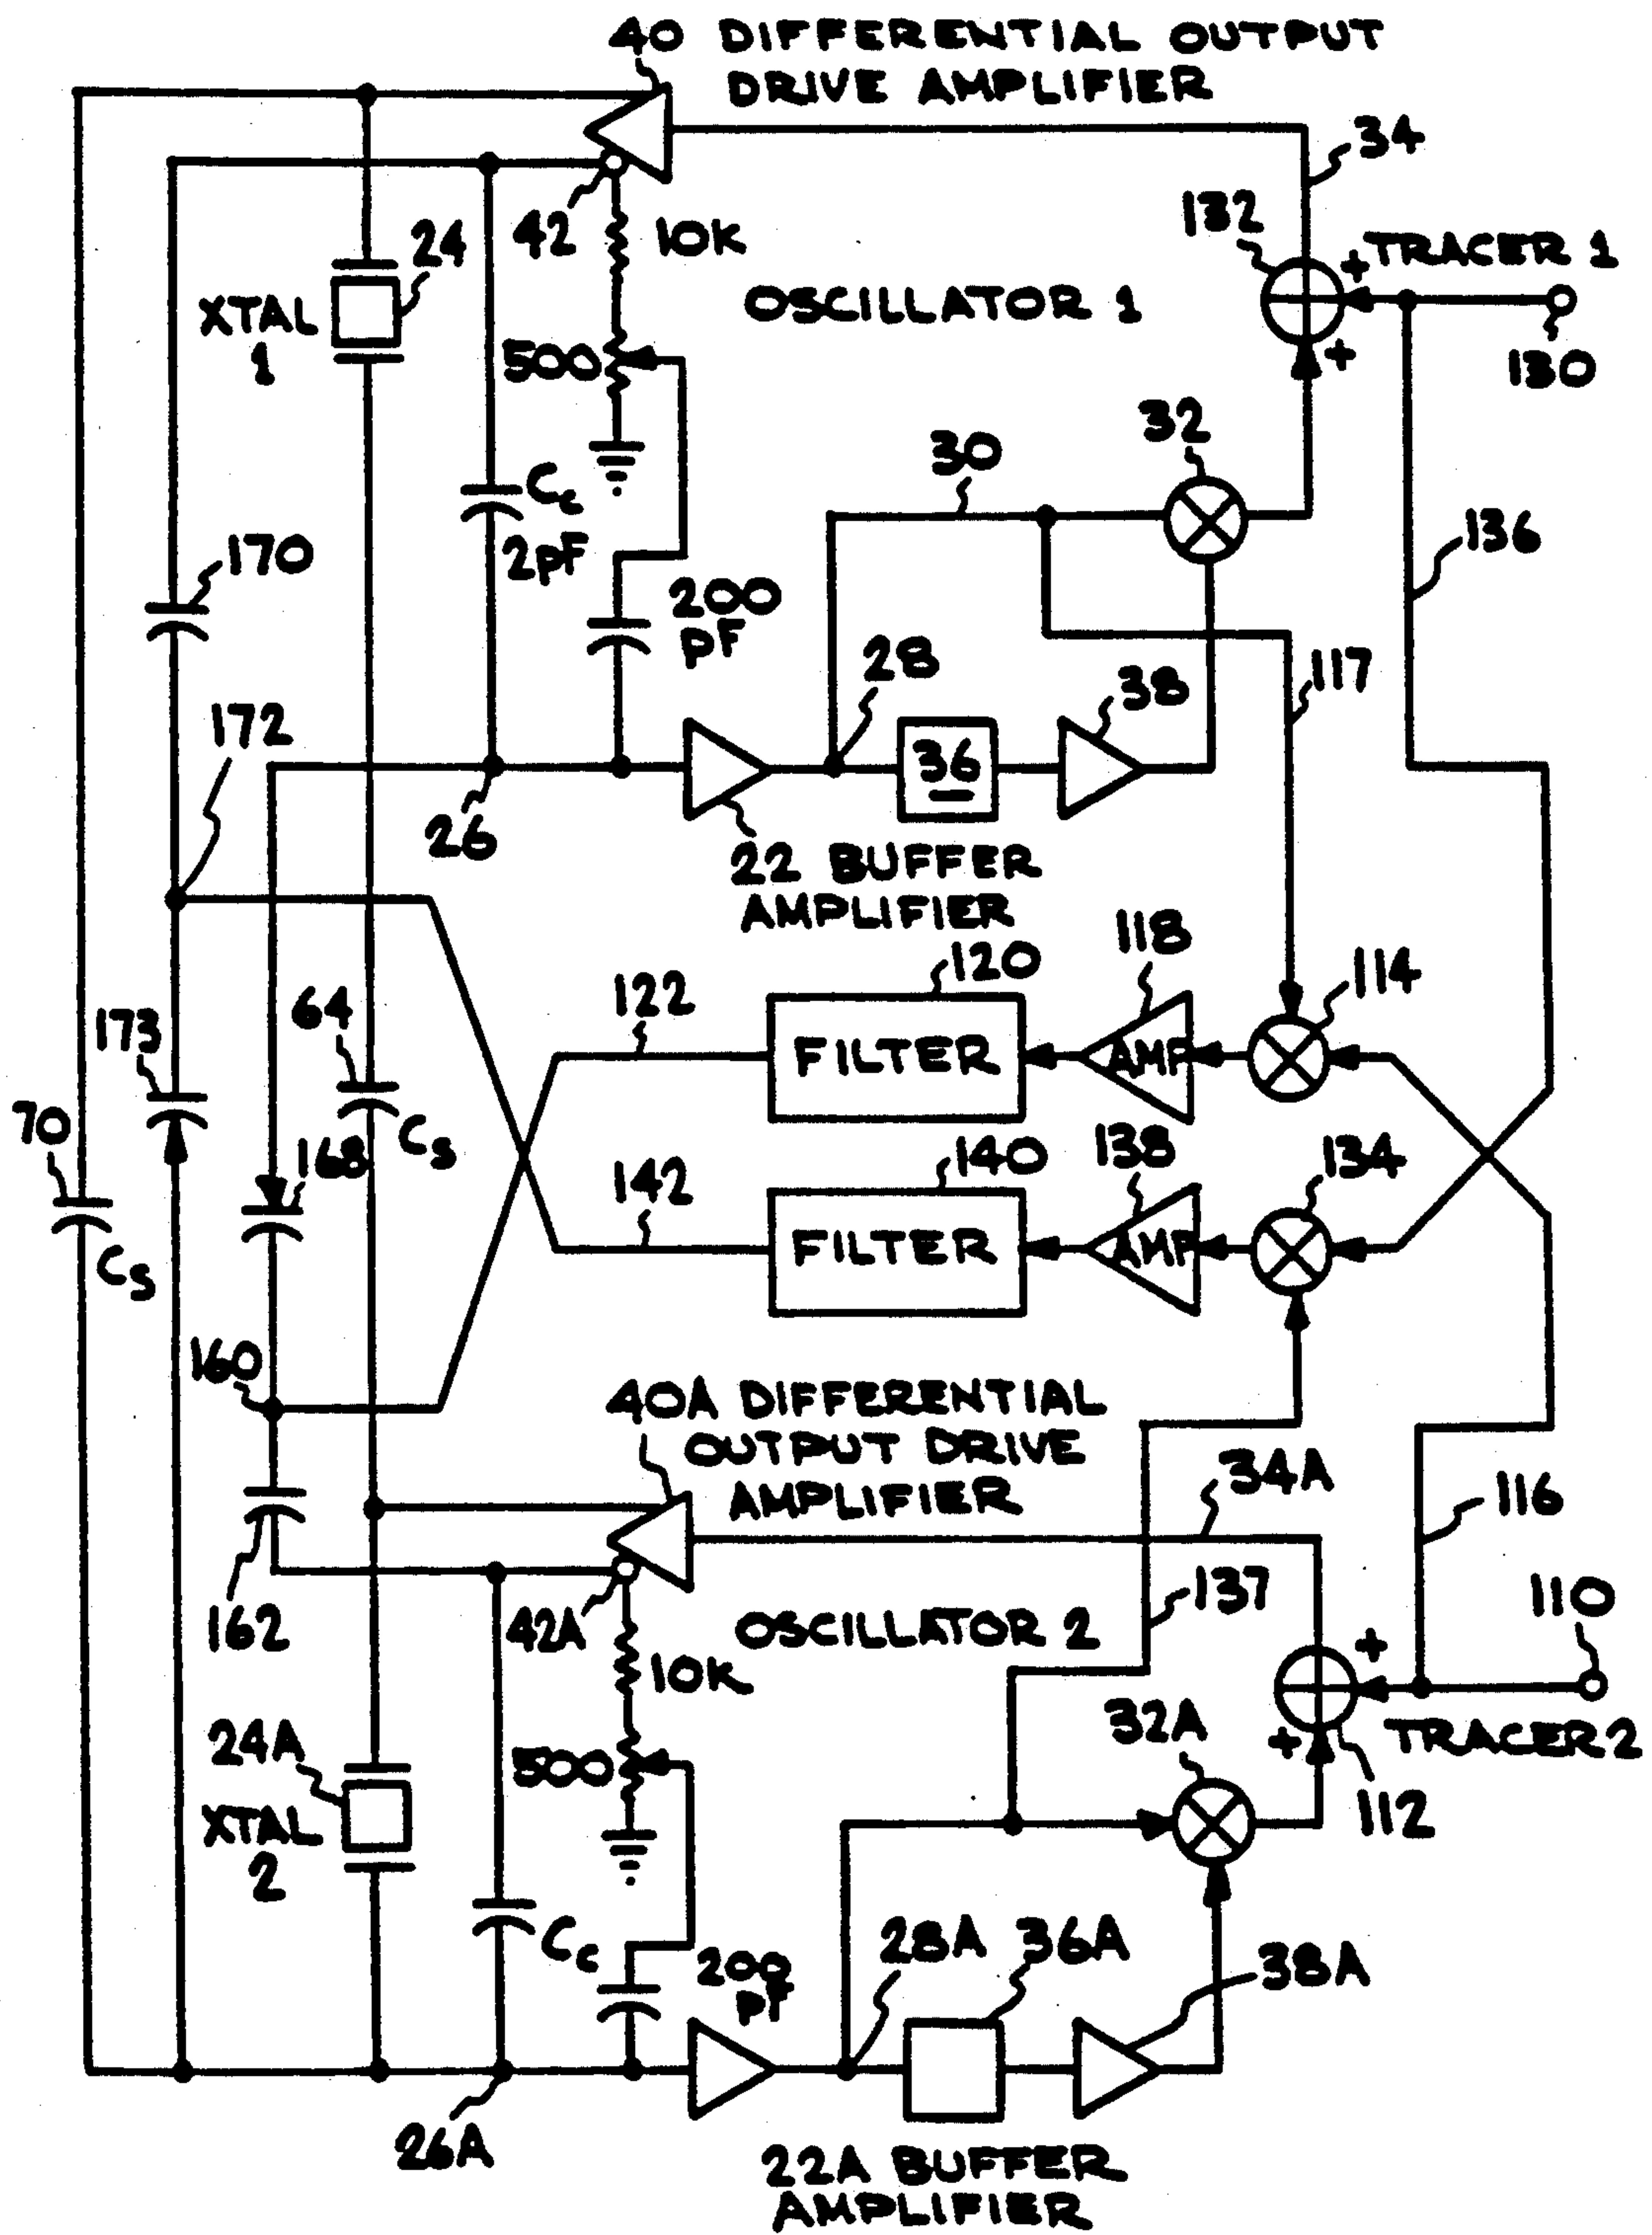 40 DIFFERENTIAL OUTPUT
DRIVE AMPLIFIER
34
132
42
10K
24
TRACER 1
+
XTAL
1
OSCILLATOR 1
500
+
130
32
30
Cc
2pF
136
170
200
pF
28
117
38
172
36
26
22 BUFFER
AMPLIFIER
118
120
114
122
64
173
FILTER
AMP
70
Cs
168
138
140
134
142
FILTER
AMP
Cs
160
40A DIFFERENTIAL
OUTPUT DRIVE
AMPLIFIER
34A
116
137
110
162
42A
OSCILLATOR 2
+
10K
32A
24A
500
+
TRACER 2
XTAL
2
112
28A
36A
Cc
200
pF
38A
26A
22A BUFFER
AMPLIFIER